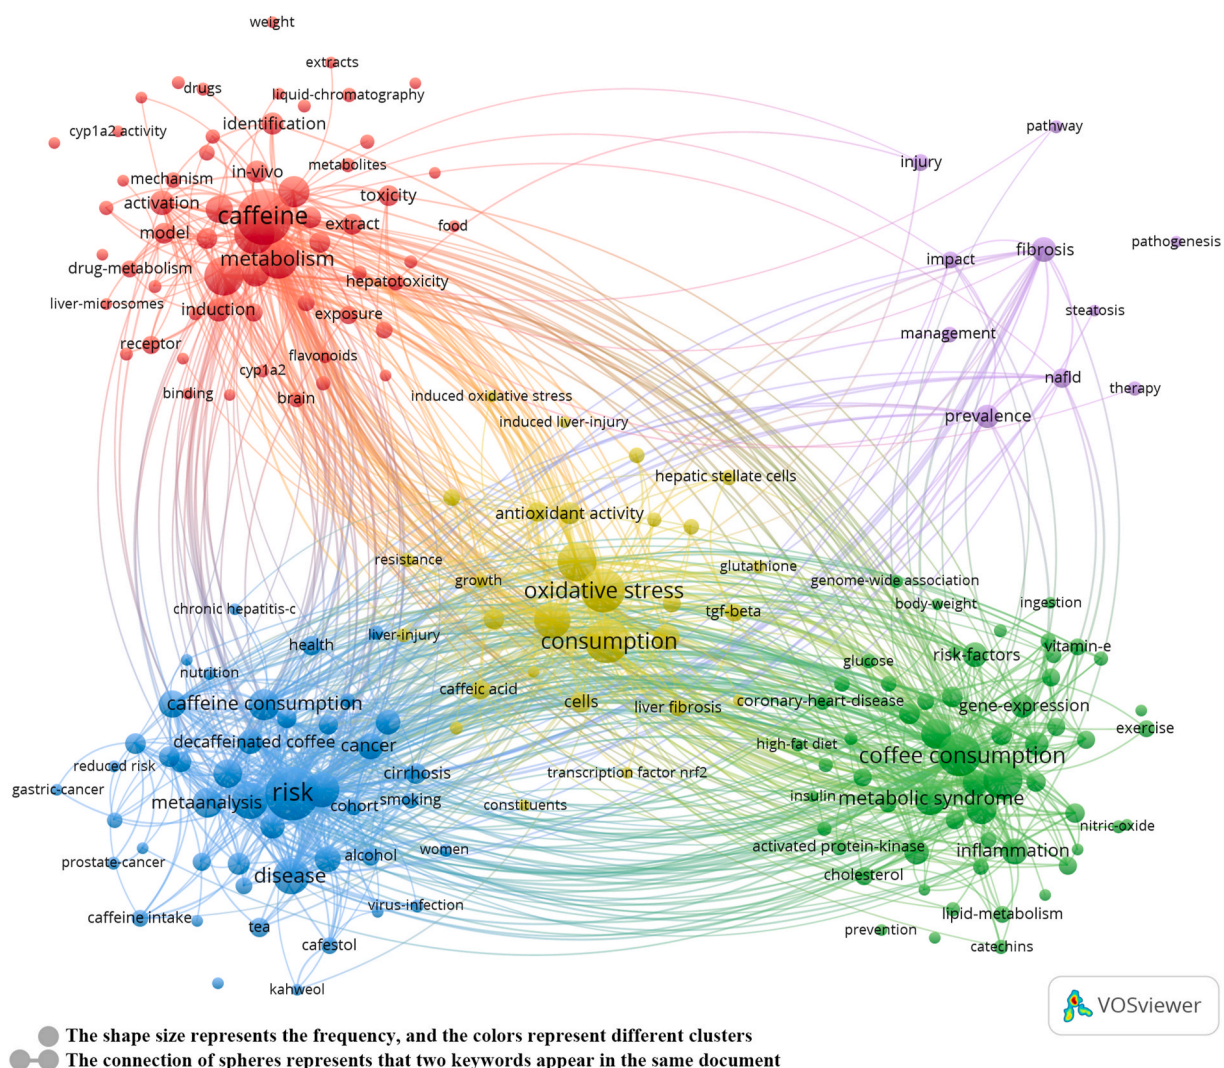 weight
extracts
drugs
liquid-chromatography
identification
cyp1a2 activity
pathway
metabolites
injury
in-vivo
mechanism
toxicity
activation
caffeine
extract
food
model
pathogenesis
fibrosis
metabolism
impact
drug-metabolism
hepatotoxicity
liver-microsomes
induction
exposure
steatosis
management
receptor
flavonoids
cyp1a2
nafld
therapy
binding
brain
induced oxidative stress
prevalence
induced liver-injury
hepatic stellate cells
antioxidant activity
resistance
glutathione
growth
genome-wide association
oxidative stress
body-weight
ingestion
chronic hepatitis-c
tgf-beta
liver-injury
health
consumption
vitamin-e
risk-factors
glucose
nutrition
caffeic acid
caffeine consumption
cells
liver fibrosis
coronary-heart-disease
gene-expression
exercise
decaffeinated coffee
cancer
high-fat diet
coffee consumption
reduced risk
cirrhosis
transcription factor nrf2
gastric-cancer
risk
metaanalysis
cohort
smoking
constituents
insulin
metabolic syndrome
nitric-oxide
women
activated protein-kinase
inflammation
prostate-cancer
alcohol
disease
cholesterol
virus-infection
caffeine intake
lipid-metabolism
tea
prevention
cafestol
catechins
kahweol
VOSviewer
The shape size represents the frequency, and the colors represent different clusters
The connection of spheres represents that two keywords appear in the same document